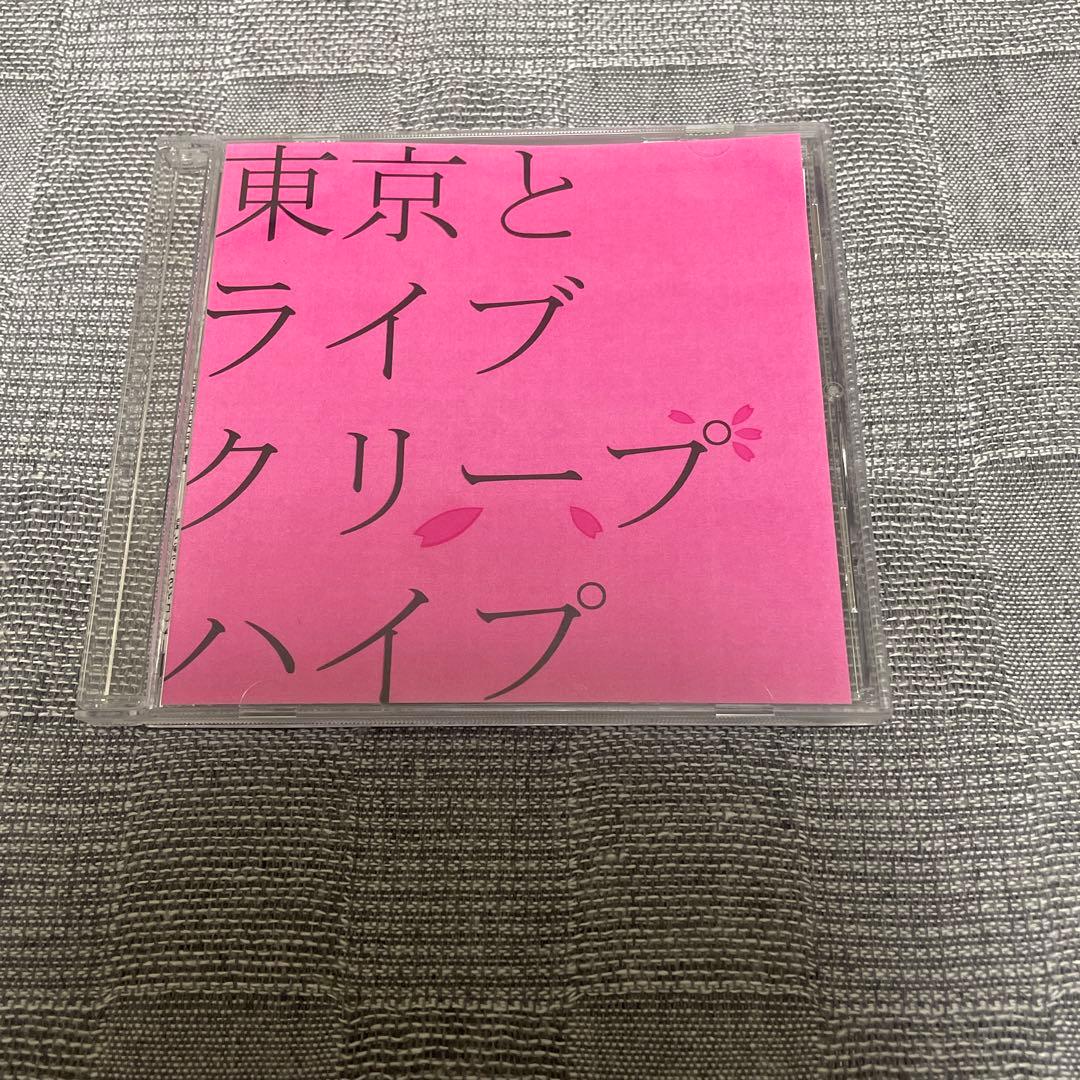 東京と
ライブ
クリープ
ハイプ